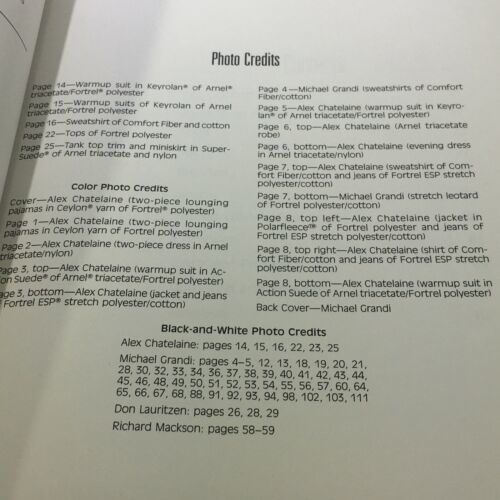 Photo Credits
Page 14—Warmup suit in Keyrolan® of Arnel®
triacetate/Fortrel® polyester
Page 15—Warmup suits of Keyrolan of Arnel
triacetate/Fortrel polyester
Page 16—Sweatshirt of Comfort Fiber and cotton
Page 22—Tops of Fortrel polyester
Page 25—Tank top trim and miniskirt in Super-
Suede® of Arnel triacetate and nylon
Color Photo Credits
Cover—Alex Chatelaine (two-piece lounging
pajamas in Ceylon® yarn of Fortrel® polyester)
Page 1—Alex Chatelaine (two-piece lounging
pajamas in Ceylon yarn of Fortrel polyester)
Page 2—Alex Chatelaine (two-piece dress in Arnel
triacetate/nylon)
Page 3, top—Alex Chatelaine (warmup suit in Ac-
ion Suede® of Arnel® triacetate/Fortrel polyester)
age 3, bottom—Alex Chatelaine (jacket and jeans
Fortrel ESP® stretch polyester/cotton)
Page 4—Michael Grandi (sweatshirts of Comfort
Fiber/cotton)
Page 5—Alex Chatelaine (warmup suit in Keyro-
lan® of Arnel triacetate/Fortrel polyester)
Page 6, top—Alex Chatelaine (Arnel triacetate
robe)
Page 6, bottom—Alex Chatelaine (evening dress
in Arnel triacetate/nylon)
Page 7, top—Alex Chatelaine (sweatshirt of Com-
fort Fiber/cotton and jeans of Fortrel ESP stretch
polyester/cotton)
Page 7, bottom—Michael Grandi (stretch leotard
of Fortrel polyester/cotton)
Page 8, top left—Alex Chatelaine (jacket in
Polarfleece™ of Fortrel polyester and jeans of
Fortrel ESP stretch polyester/cotton)
Page 8, top right—Alex Chatelaine (shirt of Com-
fort Fiber/cotton and jeans of Fortrel ESP stretch
polyester/cotton)
Page 8, bottom—Alex Chatelaine (warmup suit in
Action Suede of Arnel triacetate/Fortrel polyester)
Back Cover—Michael Grandi
Black-and-White Photo Credits
Alex Chatelaine: pages 14, 15, 16, 22, 23, 25
Michael Grandi: pages 4–5, 12, 13, 18, 19, 20, 21,
28, 30, 32, 33, 34, 36, 37, 38, 39, 40, 41, 42, 43, 44,
45, 46, 48, 49, 50, 51, 52, 53, 54, 55, 56, 57, 60, 64,
65, 66, 67, 68, 88, 91, 92, 93, 94, 98, 102, 103, 111
Don Lauritzen: pages 26, 28, 29
Richard Mackson: pages 58–59